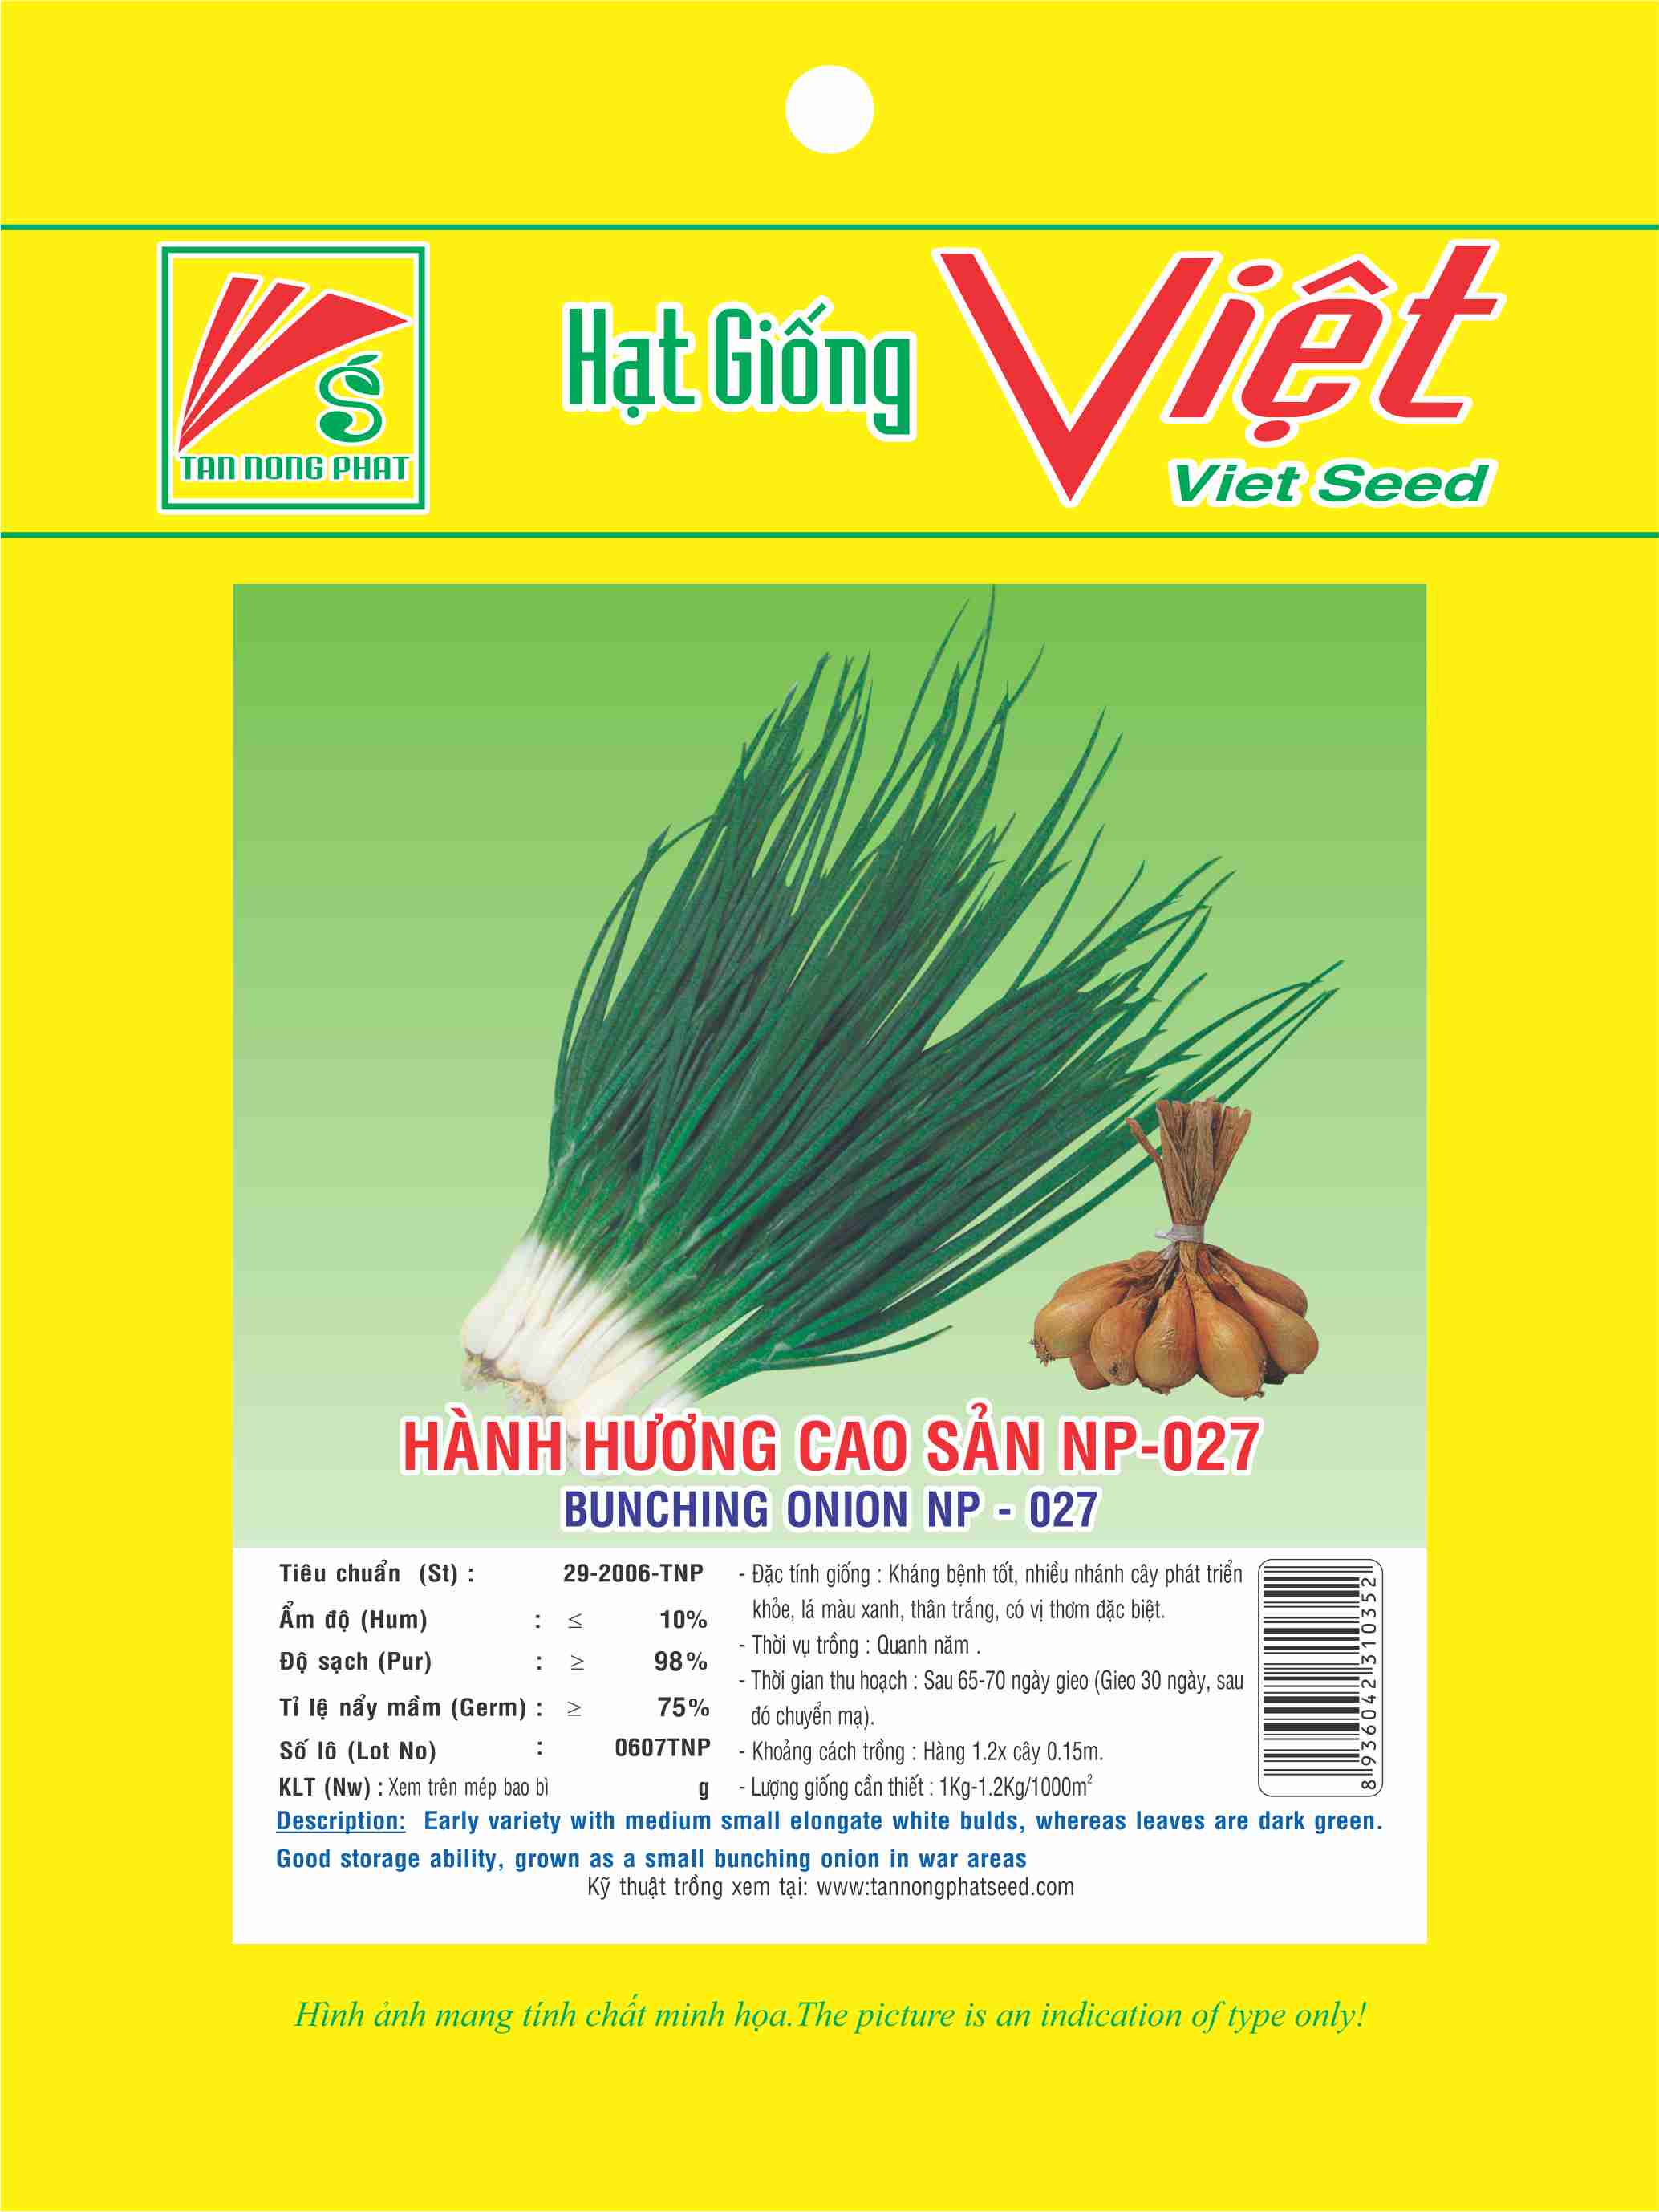 TAN NONG PHAT
Hạt Giống Việt
Viet Seed
HÀNH HƯƠNG CAO SẢN NP-027
BUNCHING ONION NP - 027
Tiêu chuẩn (St) : 29-2006-TNP
Ẩm độ (Hum) : ≤ 10%
Độ sạch (Pur) : ≥ 98%
Tỉ lệ nẩy mầm (Germ) : ≥ 75%
Số lô (Lot No) : 0607TNP
KLT (Nw) : Xem trên mép bao bì g
- Đặc tính giống : Kháng bệnh tốt, nhiều nhánh cây phát triển
khỏe, lá màu xanh, thân trắng, có vị thơm đặc biệt.
- Thời vụ trồng : Quanh năm .
- Thời gian thu hoạch : Sau 65-70 ngày gieo (Gieo 30 ngày, sau
đó chuyển mạ).
- Khoảng cách trồng : Hàng 1.2x cây 0.15m.
- Lượng giống cần thiết : 1Kg-1.2Kg/1000m²
8936042310352
Description: Early variety with medium small elongate white bulds, whereas leaves are dark green.
Good storage ability, grown as a small bunching onion in war areas
Kỹ thuật trồng xem tại: www:tannongphatseed.com
Hình ảnh mang tính chất minh họa.The picture is an indication of type only!